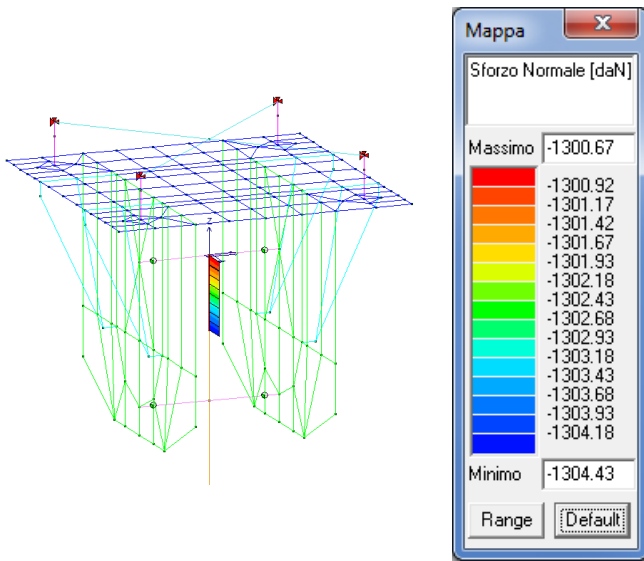 Mappa
Sforzo Normale [daN]
Massimo -1300.67
-1300.92
-1301.17
-1301.42
-1301.67
-1301.93
-1302.18
-1302.43
-1302.68
-1302.93
-1303.18
-1303.43
-1303.68
-1303.93
-1304.18
Minimo -1304.43
Range Default
Z